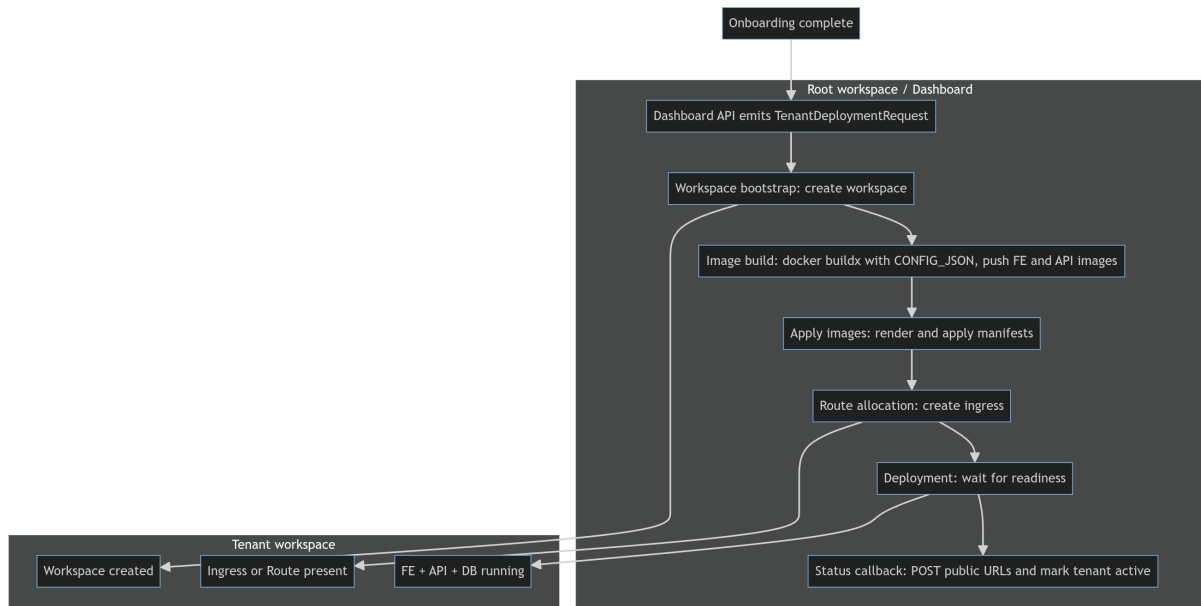 Onboarding complete
Root workspace / Dashboard
Dashboard API emits TenantDeploymentRequest
Workspace bootstrap: create workspace
Image build: docker buildx with CONFIG_JSON, push FE and API images
Apply images: render and apply manifests
Route allocation: create ingress
Deployment: wait for readiness
Status callback: POST public URLs and mark tenant active
Tenant workspace
Workspace created
Ingress or Route present
FE + API + DB running